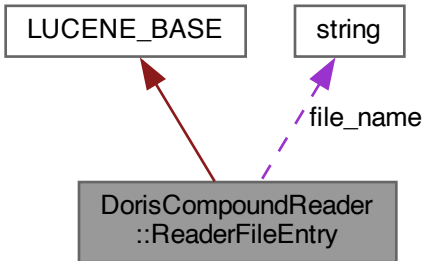 LUCENE_BASE
string
file_name
DorisCompoundReader
::ReaderFileEntry